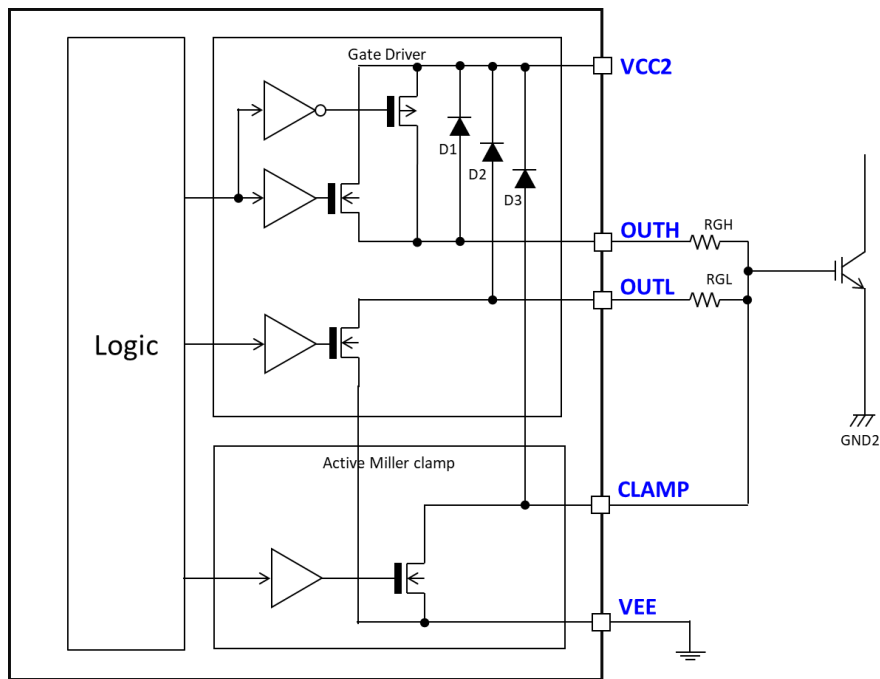 Gate Driver
VCC2
D1
D2
D3
RGH
OUTH
RGL
OUTL
Logic
GND2
Active Miller clamp
CLAMP
VEE